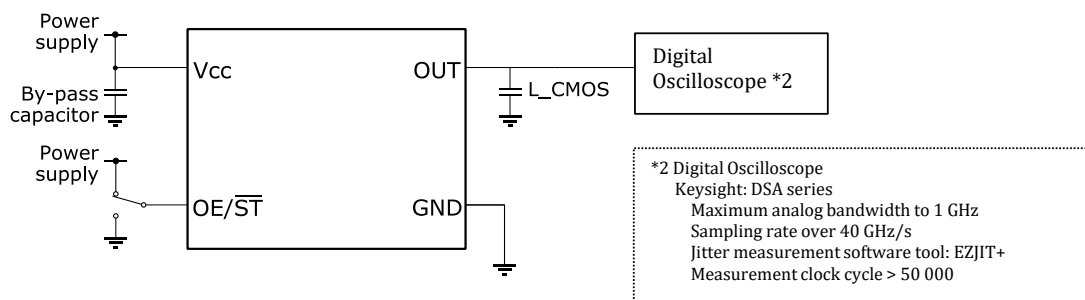 Power
supply
Vcc
By-pass
capacitor
OUT
L_CMOS
Digital
Oscilloscope *2
Power
supply
OE/S̅T̅
GND
*2 Digital Oscilloscope
Keysight: DSA series
Maximum analog bandwidth to 1 GHz
Sampling rate over 40 GHz/s
Jitter measurement software tool: EZJIT+
Measurement clock cycle > 50 000